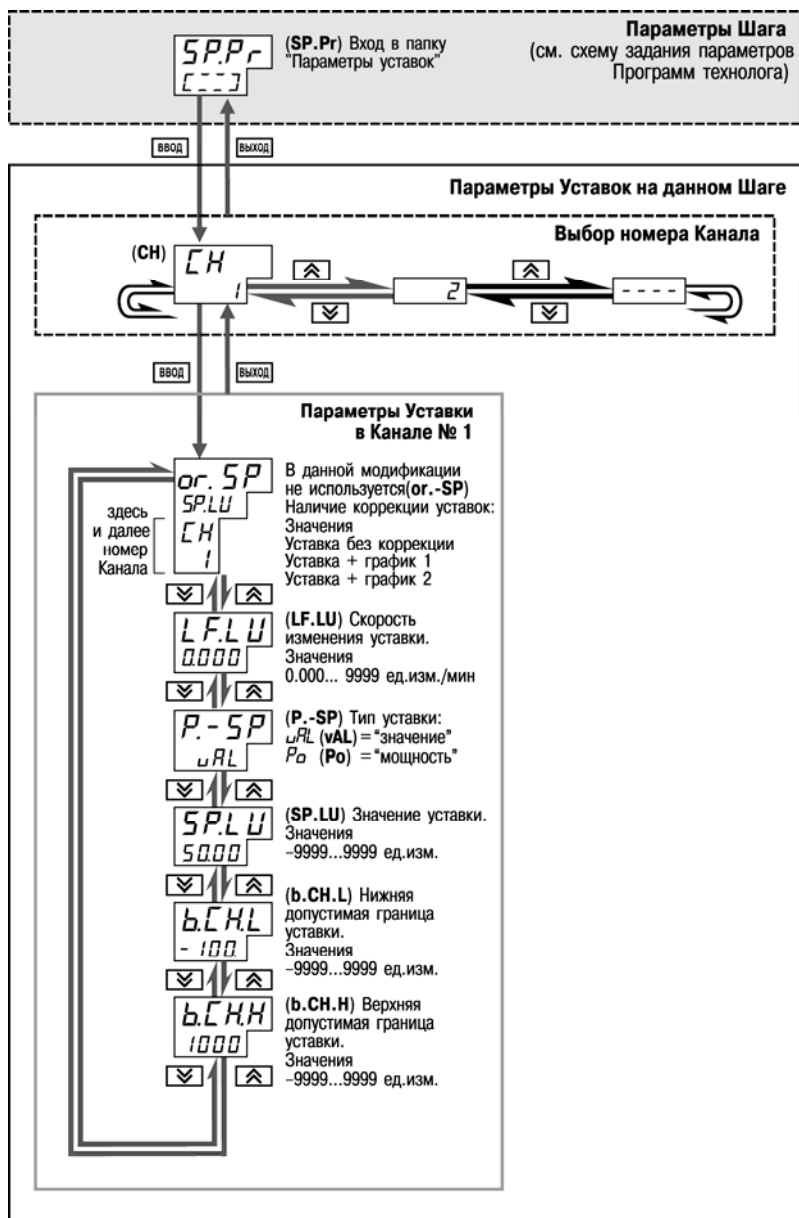 Параметры Шага
(см. схему задания параметров
Программ технолога)
SP.Pr
[---]
(SP.Pr) Вход в папку
"Параметры уставок"
ВВОД
ВЫХОД
Параметры Уставок на данном Шаге
Выбор номера Канала
(CH)
CH
1
2
----
ВВОД
ВЫХОД
Параметры Уставки
в Канале № 1
or. SP
SP.LU
CH
1
здесь
и далее
номер
Канала
В данной модификации
не используется(or.-SP)
Наличие коррекции уставок:
Значения
Уставка без коррекции
Уставка + график 1
Уставка + график 2
LF.LU
0.000
(LF.LU) Скорость
изменения уставки.
Значения
0.000... 9999 ед.изм./мин
P.-SP
uAL
(P.-SP) Тип уставки:
uAL (vAL)="значение"
Po (Po) ="мощность"
SP.LU
50.00
(SP.LU) Значение уставки.
Значения
–9999...9999 ед.изм.
b.CH.L
-100.
(b.CH.L) Нижняя
допустимая граница
уставки.
Значения
–9999...9999 ед.изм.
b.CH.H
1000
(b.CH.H) Верхняя
допустимая граница
уставки.
Значения
–9999...9999 ед.изм.